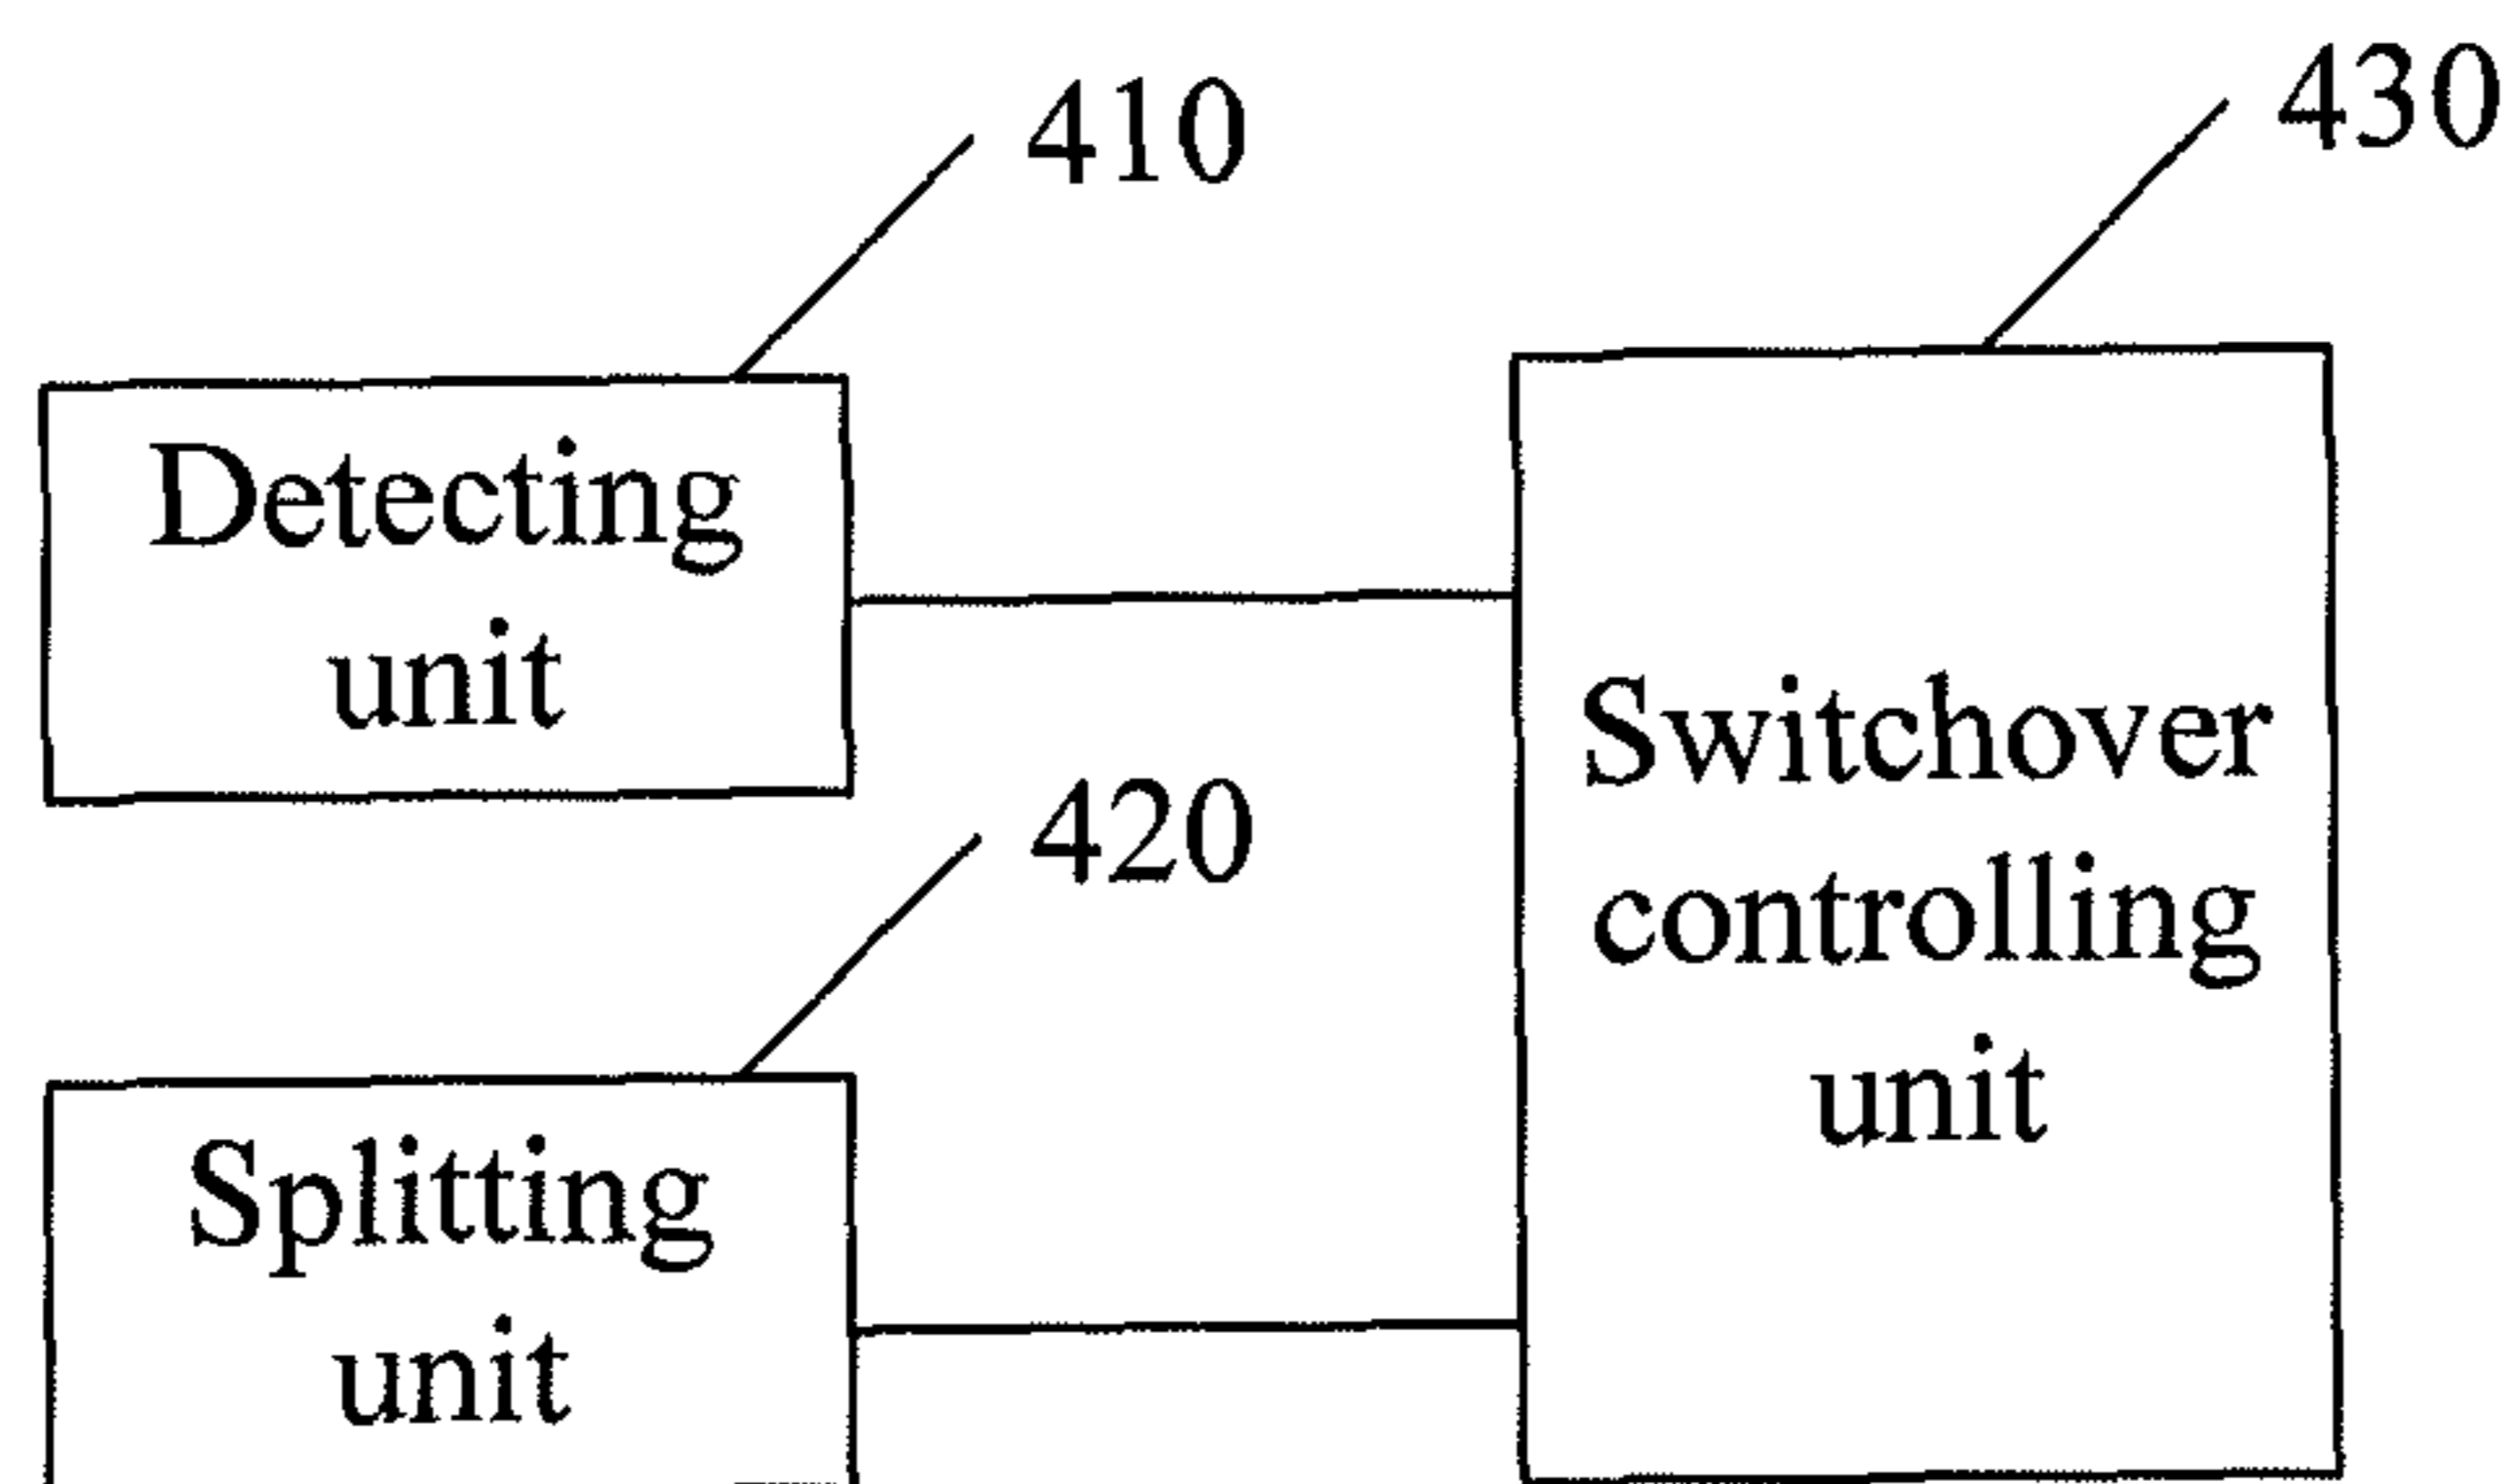 410
430
Detecting
unit
420
Switchover
controlling
unit
Splitting
unit